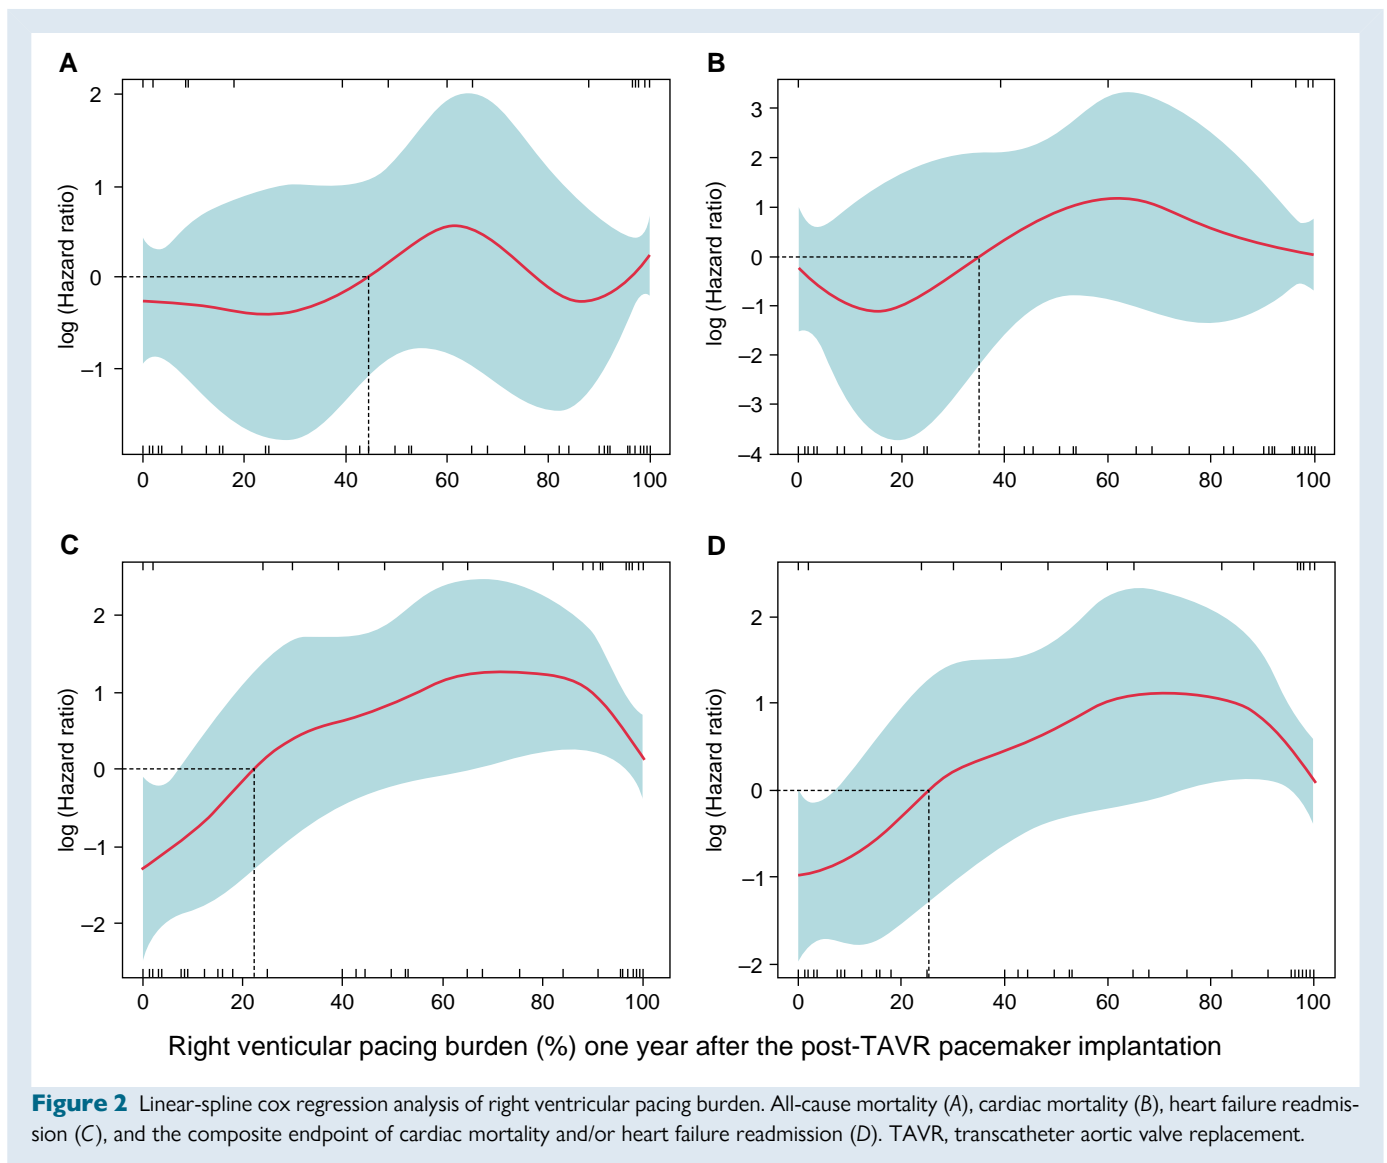 A
B
2
1
0
–1
log (Hazard ratio)
0 20 40 60 80 100
3
2
1
0
–1
–2
–3
–4
log (Hazard ratio)
0 20 40 60 80 100
C
D
2
1
0
–1
–2
log (Hazard ratio)
0 20 40 60 80 100
2
1
0
–1
–2
log (Hazard ratio)
0 20 40 60 80 100
Right venticular pacing burden (%) one year after the post-TAVR pacemaker implantation
Figure 2 Linear-spline cox regression analysis of right ventricular pacing burden. All-cause mortality (A), cardiac mortality (B), heart failure readmis-
sion (C), and the composite endpoint of cardiac mortality and/or heart failure readmission (D). TAVR, transcatheter aortic valve replacement.